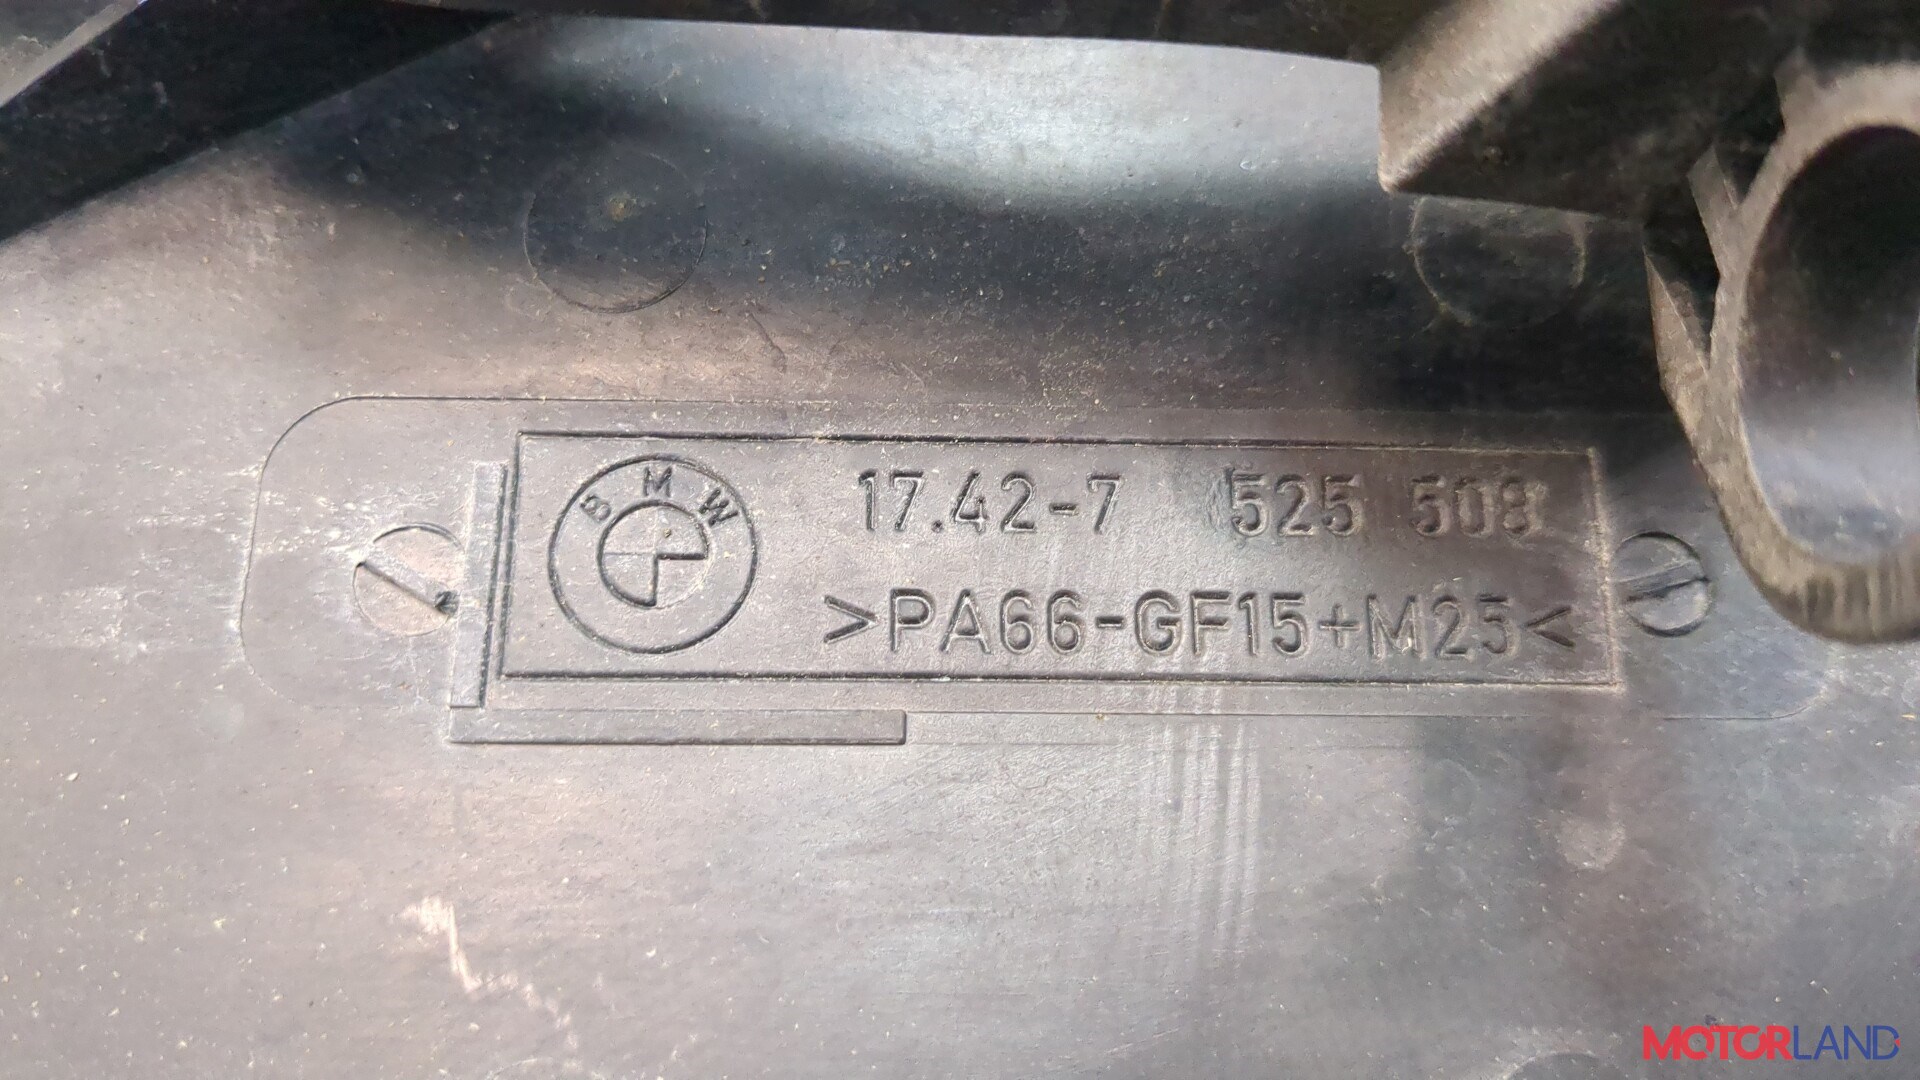 BMW
17.42-7 525 508
>PA66-GF15+M25<
MOTORLAND